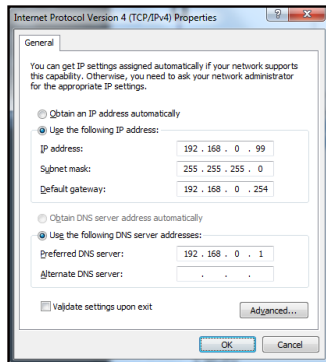 Internet Protocol Version 4 (TCP/IPv4) Properties
General
You can get IP settings assigned automatically if your network supports
this capability. Otherwise, you need to ask your network administrator
for the appropriate IP settings.
Obtain an IP address automatically
Use the following IP address:
IP address: 192 . 168 . 0 . 99
Subnet mask: 255 . 255 . 255 . 0
Default gateway: 192 . 168 . 0 . 254
Obtain DNS server address automatically
Use the following DNS server addresses:
Preferred DNS server: 192 . 168 . 0 . 1
Alternate DNS server: . . .
Validate settings upon exit
Advanced...
OK Cancel